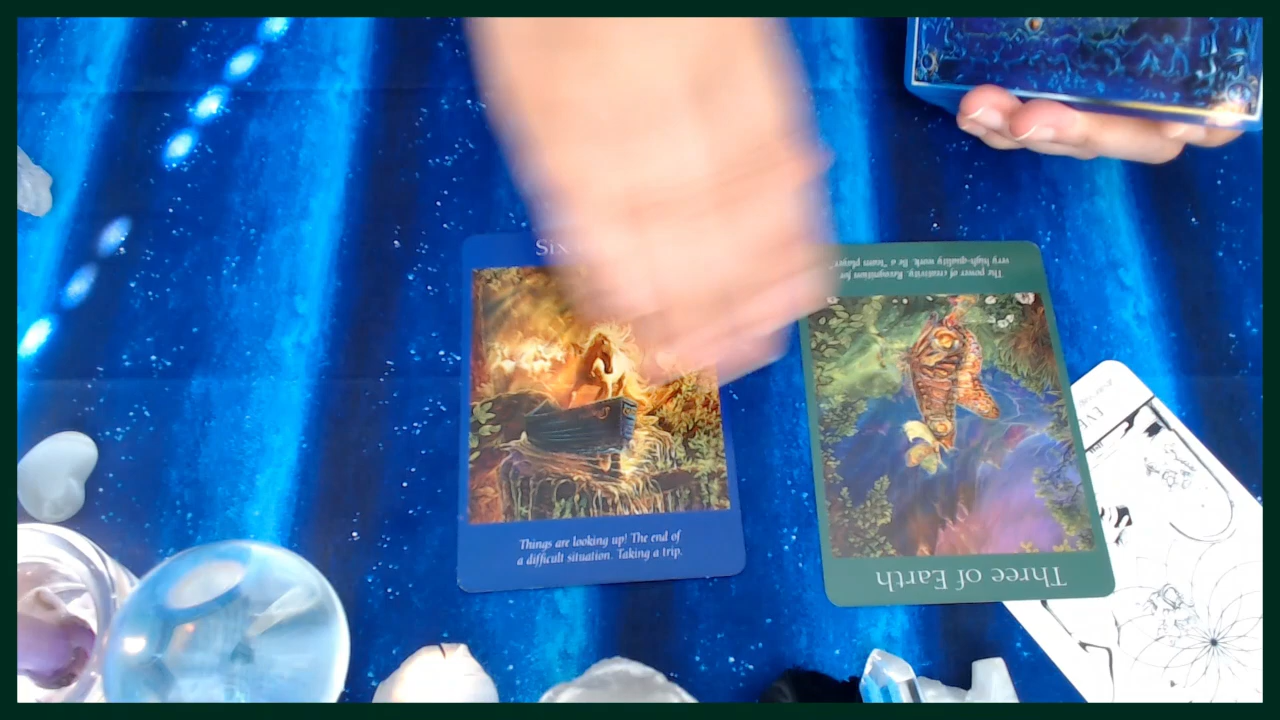 Six
Things are looking up! The end of
a difficult situation. Taking a trip.
Three of Earth
The power of creativity. Recognition for
very high-quality work. Be a "team player."